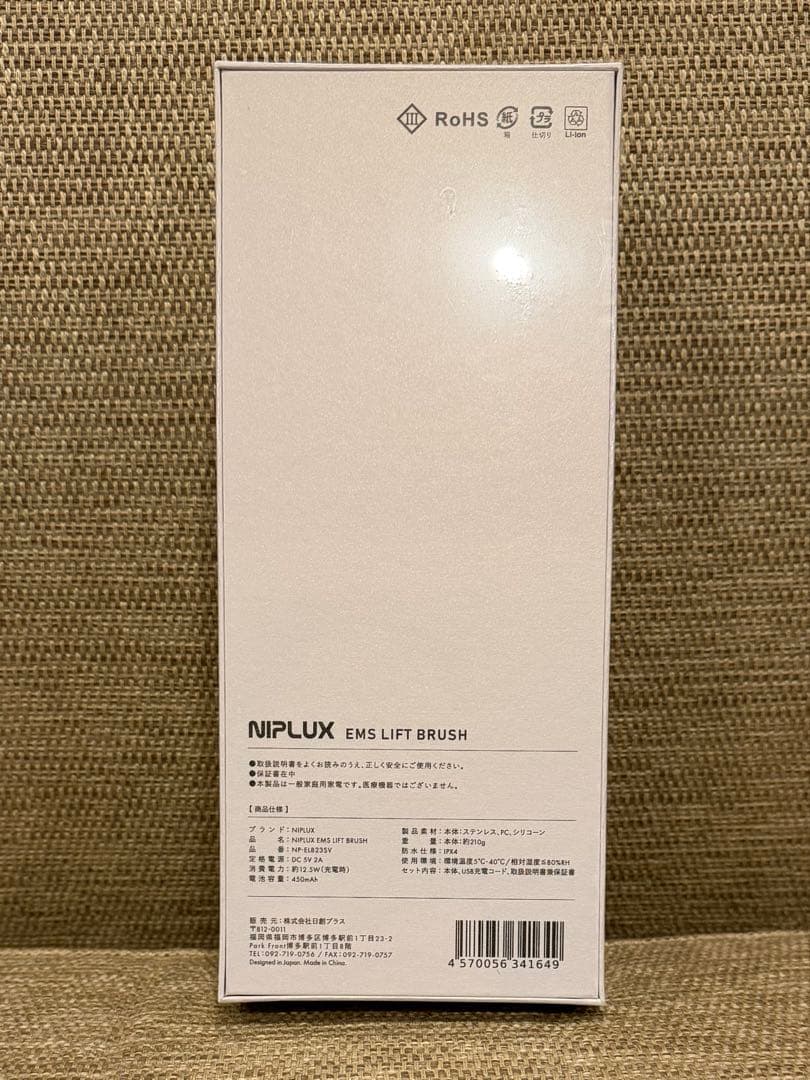 III RoHS 紙 プラ
箱 仕切り Li-ion
NIPLUX EMS LIFT BRUSH
●取扱説明書をよくお読みのうえ、正しく安全にご使用ください。
●保証書在中
●本製品は一般家庭用家電です。医療機器ではございません。
【商品仕様】
ブランド：NIPLUX
品名：NIPLUX EMS LIFT BRUSH
品番：NP-ELB23SV
定格電源：DC 5V 2A
消費電力：約12.5W（充電時）
電池容量：450mAh
製品素材：本体：ステンレス、PC、シリコーン
重量：本体：約210g
防水仕様：IPX4
使用環境：環境温度5℃-40℃/相対湿度≦80％RH
セット内容：本体、USB充電コード、取扱説明書兼保証書
販売元：株式会社日創プラス
〒812-0011
福岡県福岡市博多区博多駅前1丁目23-2
Park Front博多駅前1丁目8階
TEL：092-719-0756 / FAX：092-719-0757
Designed in Japan. Made in China.
4 570056 341649